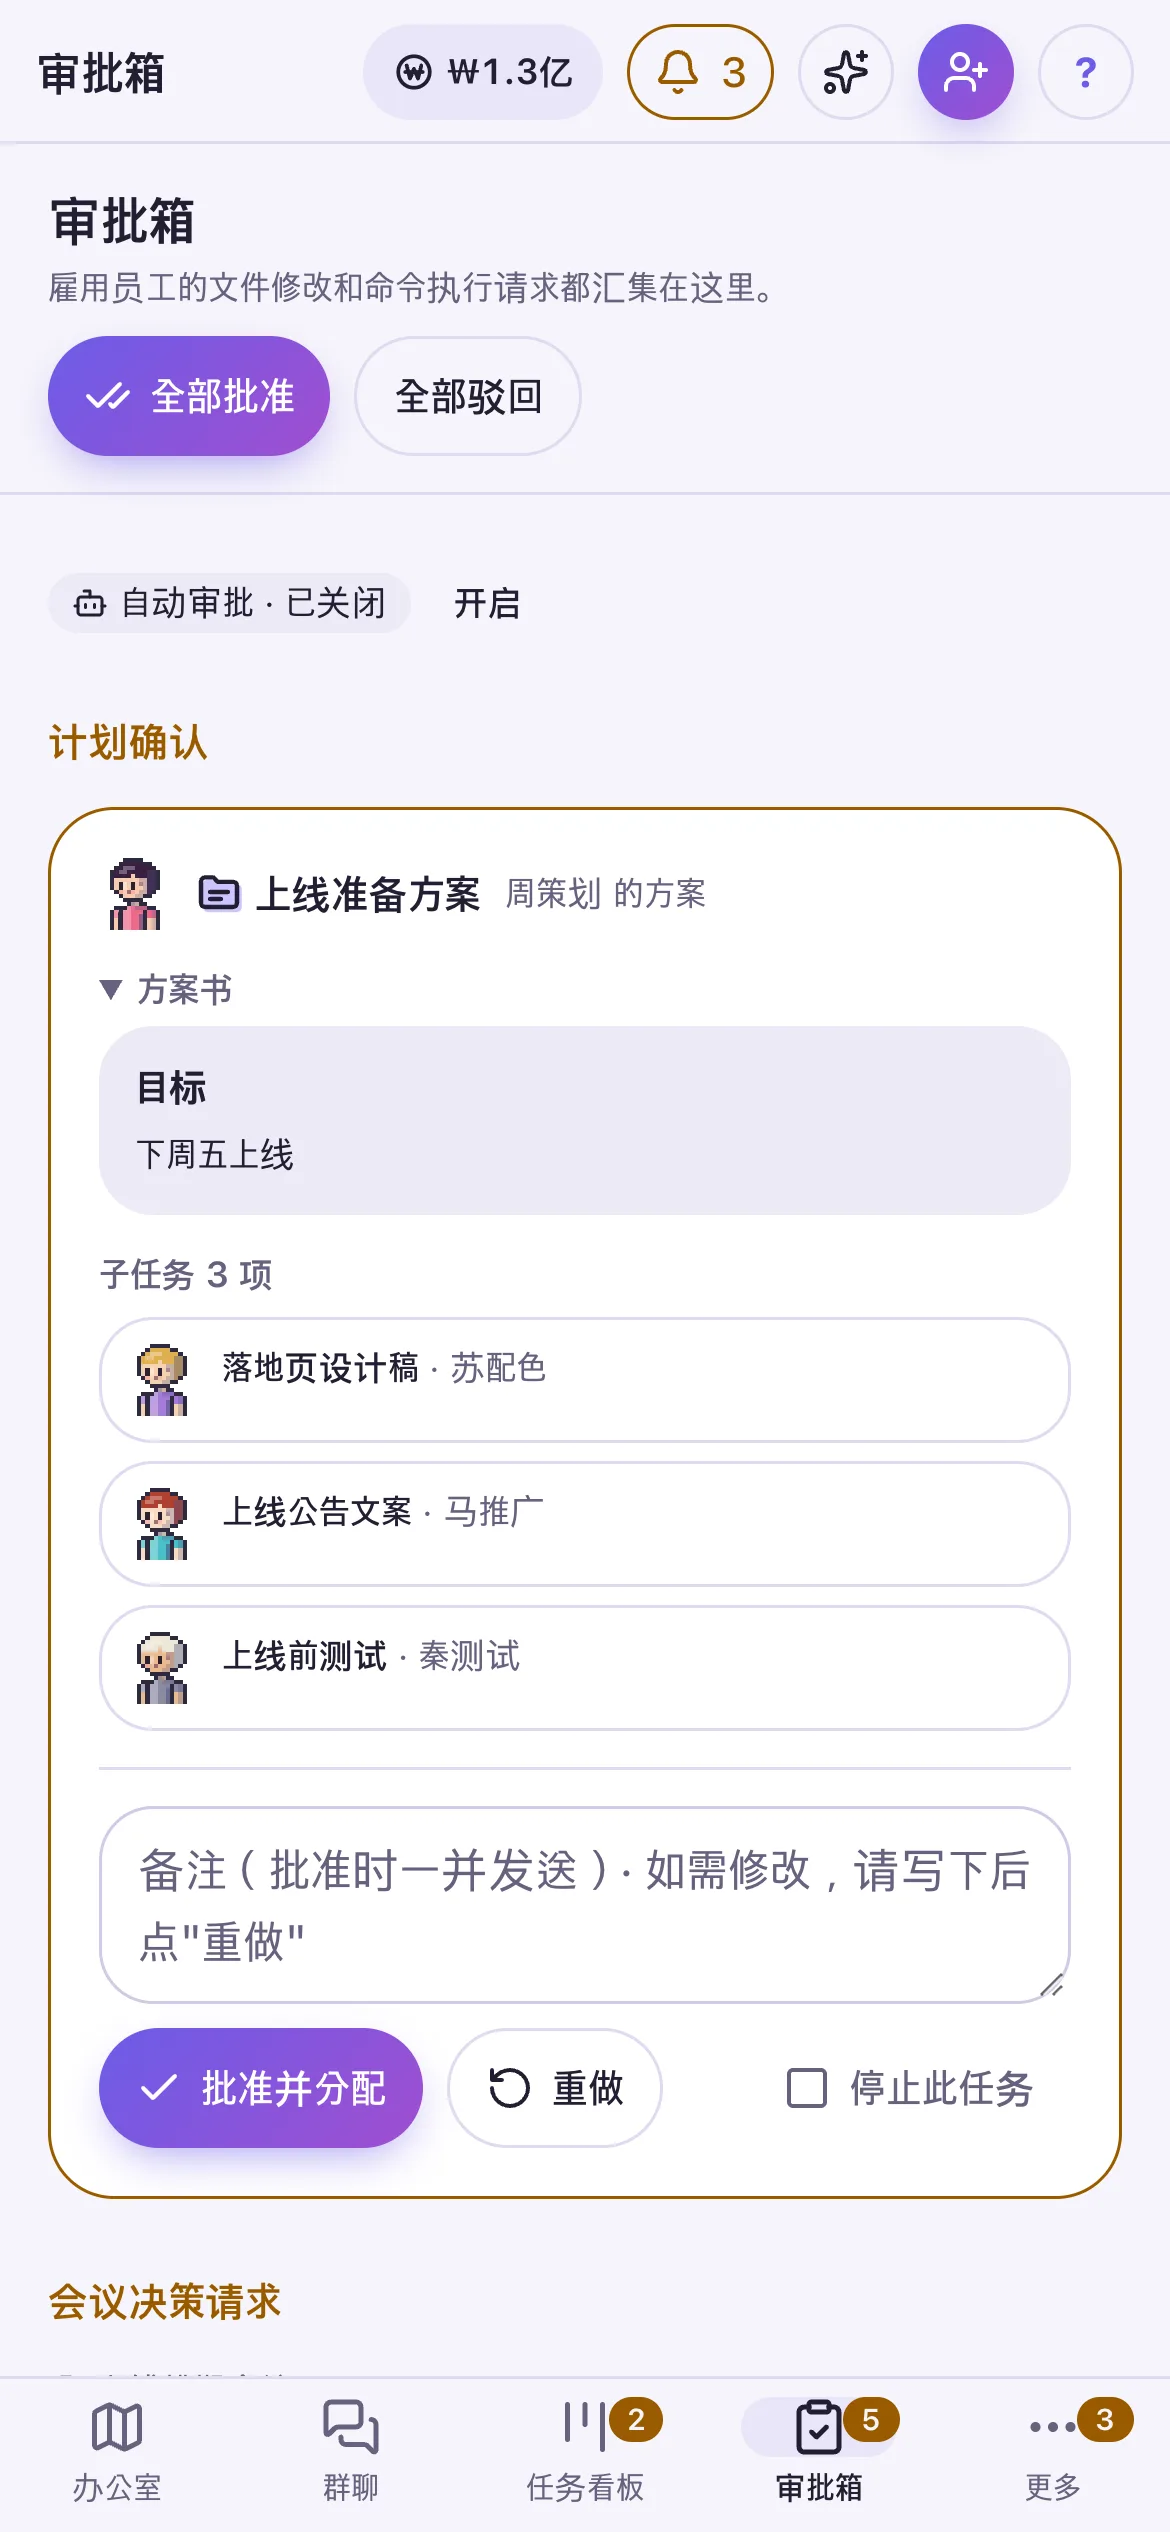 审批箱
₩1.3亿
3
?
审批箱
雇用员工的文件修改和命令执行请求都汇集在这里。
全部批准
全部驳回
自动审批 · 已关闭
开启
计划确认
上线准备方案 周策划 的方案
▼ 方案书
目标
下周五上线
子任务 3 项
落地页设计稿 · 苏配色
上线公告文案 · 马推广
上线前测试 · 秦测试
备注(批准时一并发送)· 如需修改,请写下后
点"重做"
批准并分配
重做
停止此任务
会议决策请求
2
5
3
办公室
群聊
任务看板
审批箱
更多